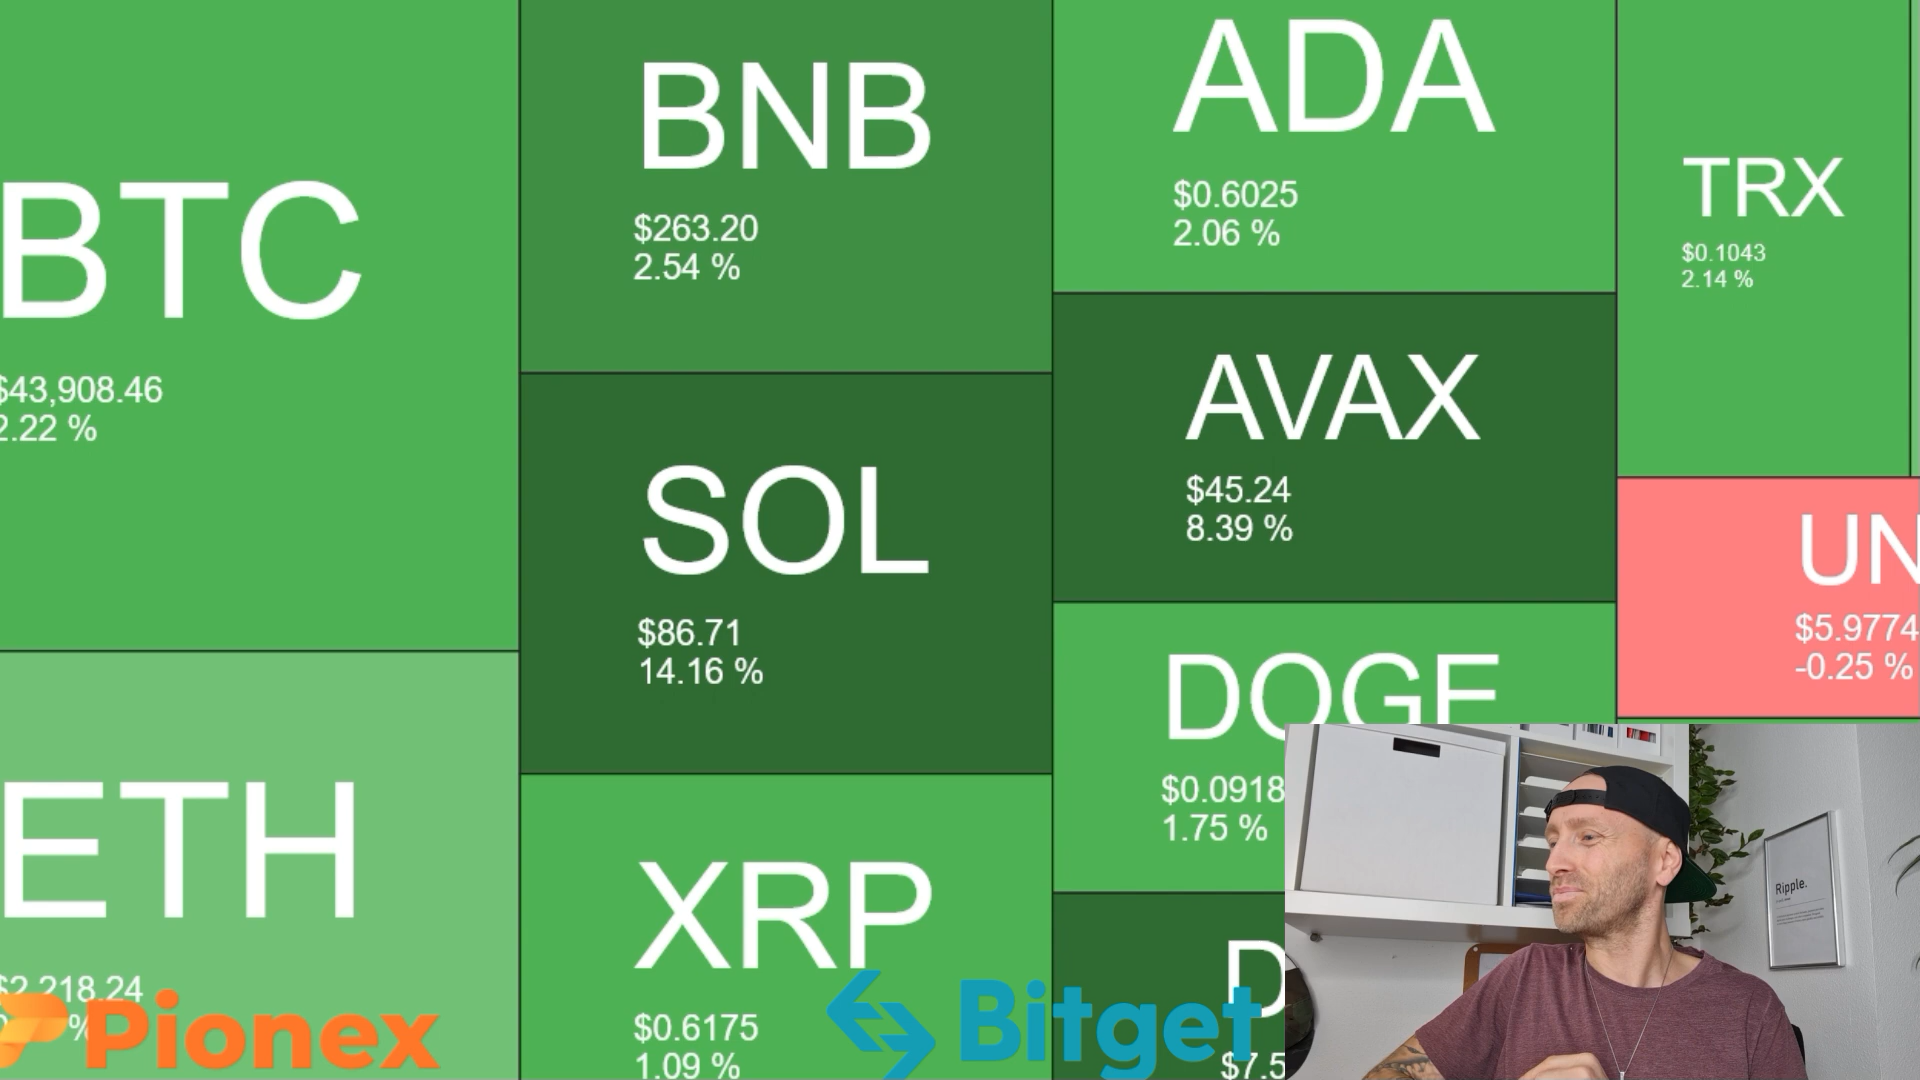 BTC
$43,908.46
2.22 %
ETH
$2,218.24
%
BNB
$263.20
2.54 %
SOL
$86.71
14.16 %
XRP
$0.6175
1.09 %
ADA
$0.6025
2.06 %
AVAX
$45.24
8.39 %
DOGE
$0.0918
1.75 %
D
$7.5
TRX
$0.1043
2.14 %
UN
$5.9774
-0.25 %
Pionex
Bitget
Ripple.